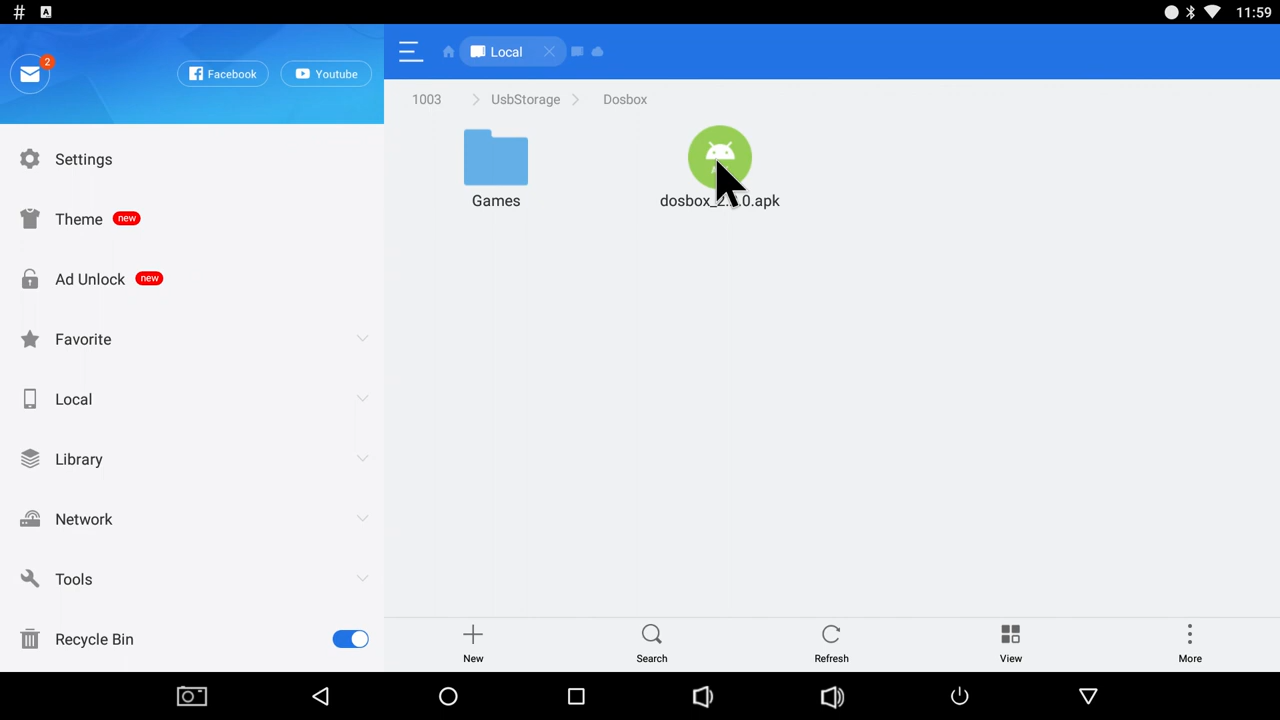 11:59
2
Facebook
Youtube
Local
1003
UsbStorage
Dosbox
Settings
Theme new
Ad Unlock new
Favorite
Local
Library
Network
Tools
Recycle Bin
Games
New
Search
Refresh
View
More